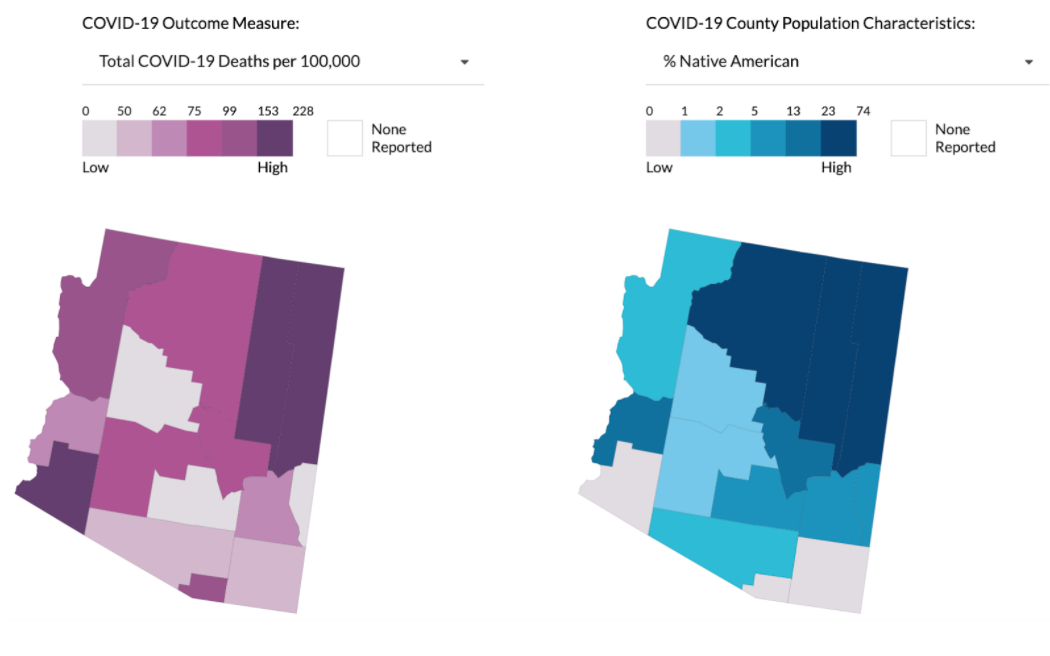 COVID-19 Outcome Measure:
Total COVID-19 Deaths per 100,000
0 50 62 75 99 153 228
Low High
None
Reported
COVID-19 County Population Characteristics:
% Native American
0 1 2 5 13 23 74
Low High
None
Reported